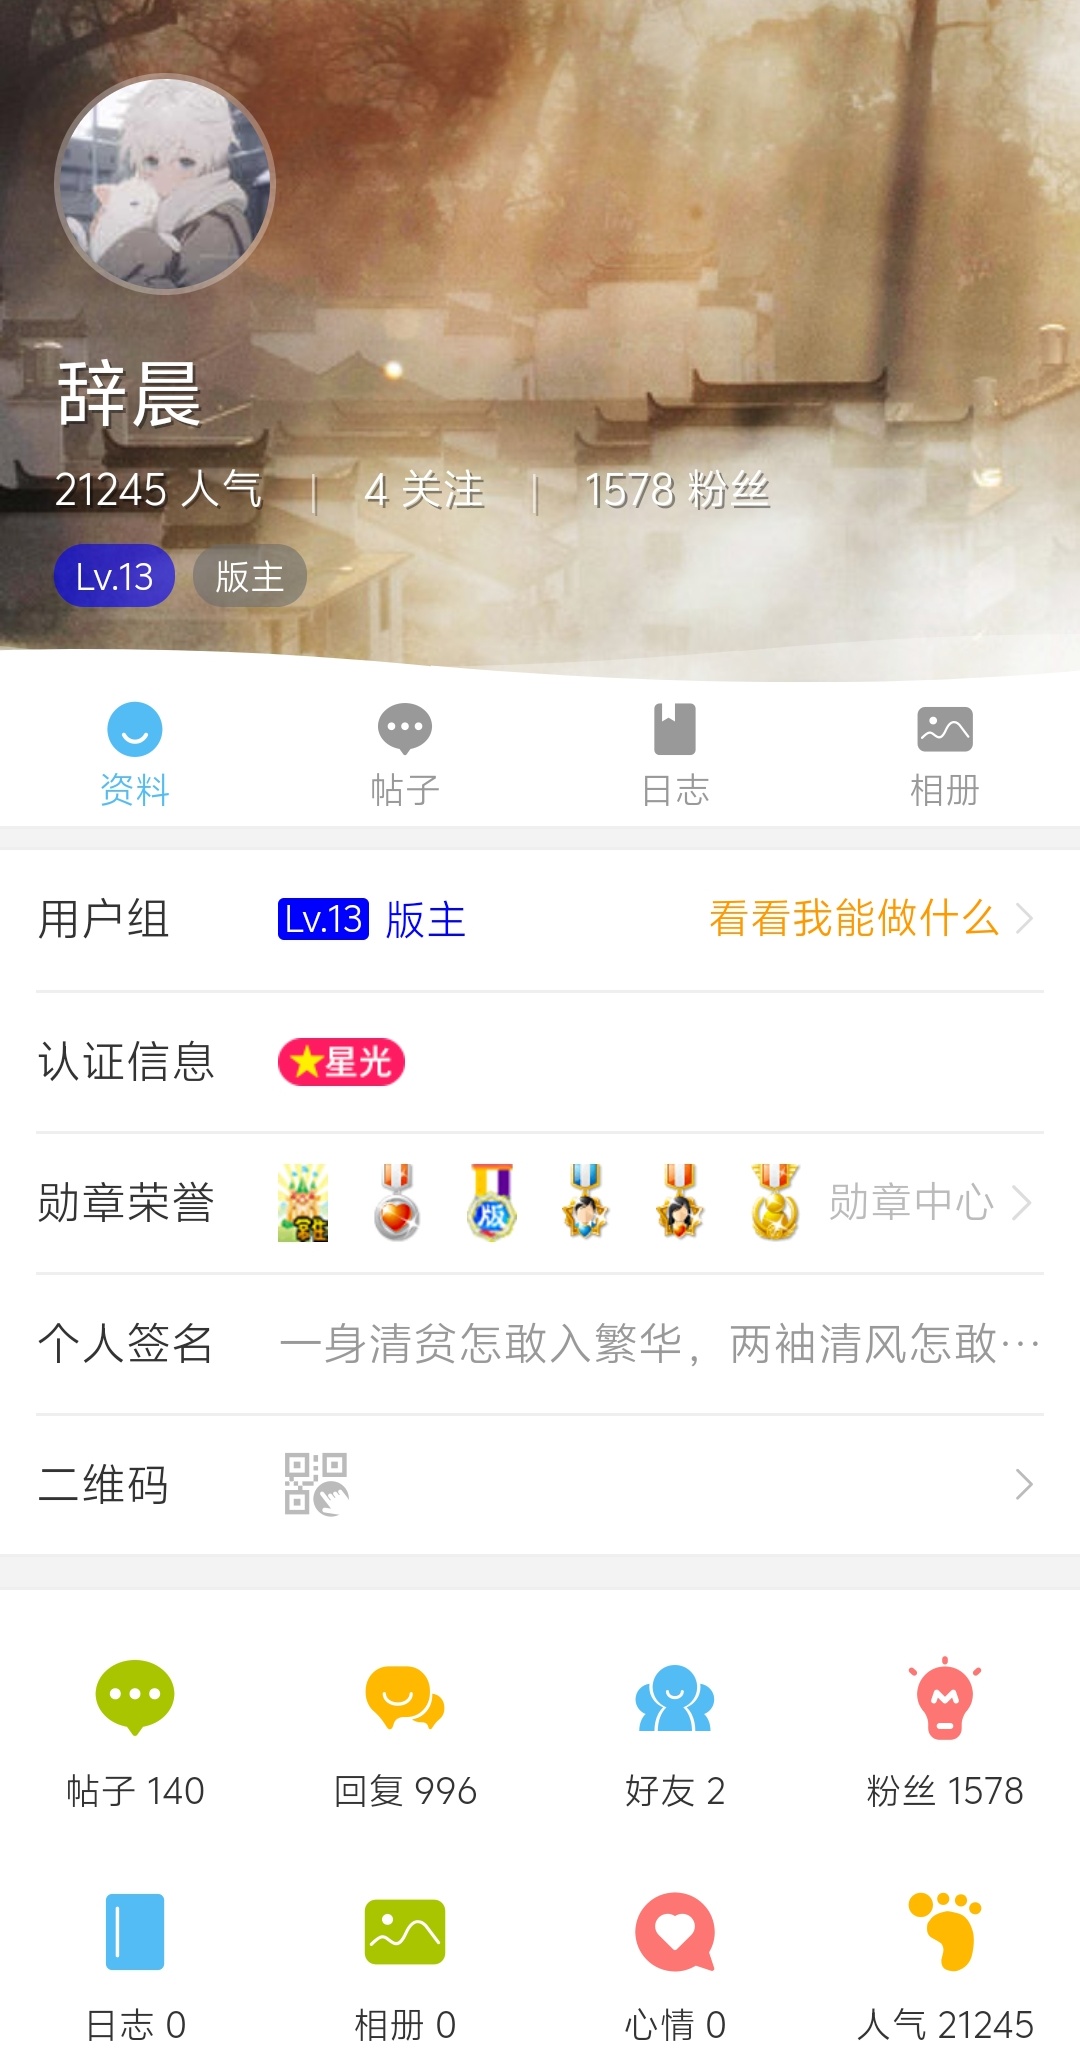 辞晨
21245 人气 | 4 关注 | 1578 粉丝
Lv.13 版主
资料 帖子 日志 相册
用户组 Lv.13 版主 看看我能做什么
认证信息 ★星光
勋章荣誉 版 勋章中心
个人签名 一身清贫怎敢入繁华，两袖清风怎敢…
二维码
帖子 140 回复 996 好友 2 粉丝 1578
日志 0 相册 0 心情 0 人气 21245